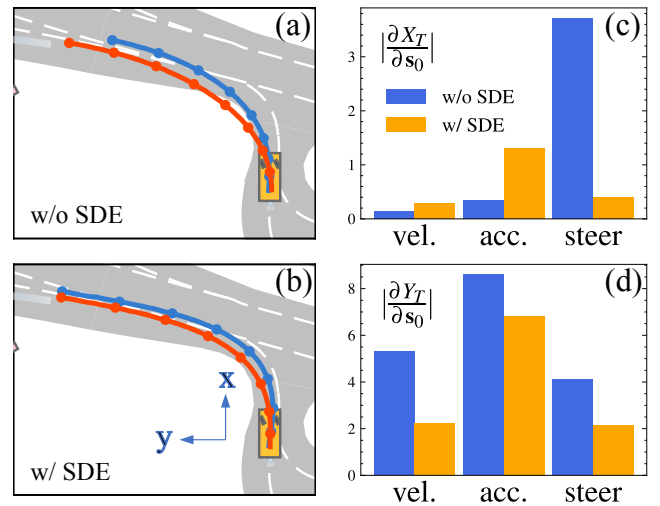 (a)
w/o SDE
(b)
x
y
w/ SDE
(c)
|∂X_T/∂s_0|
w/o SDE
w/ SDE
3
2
1
0
vel. acc. steer
(d)
|∂Y_T/∂s_0|
8
6
4
2
0
vel. acc. steer